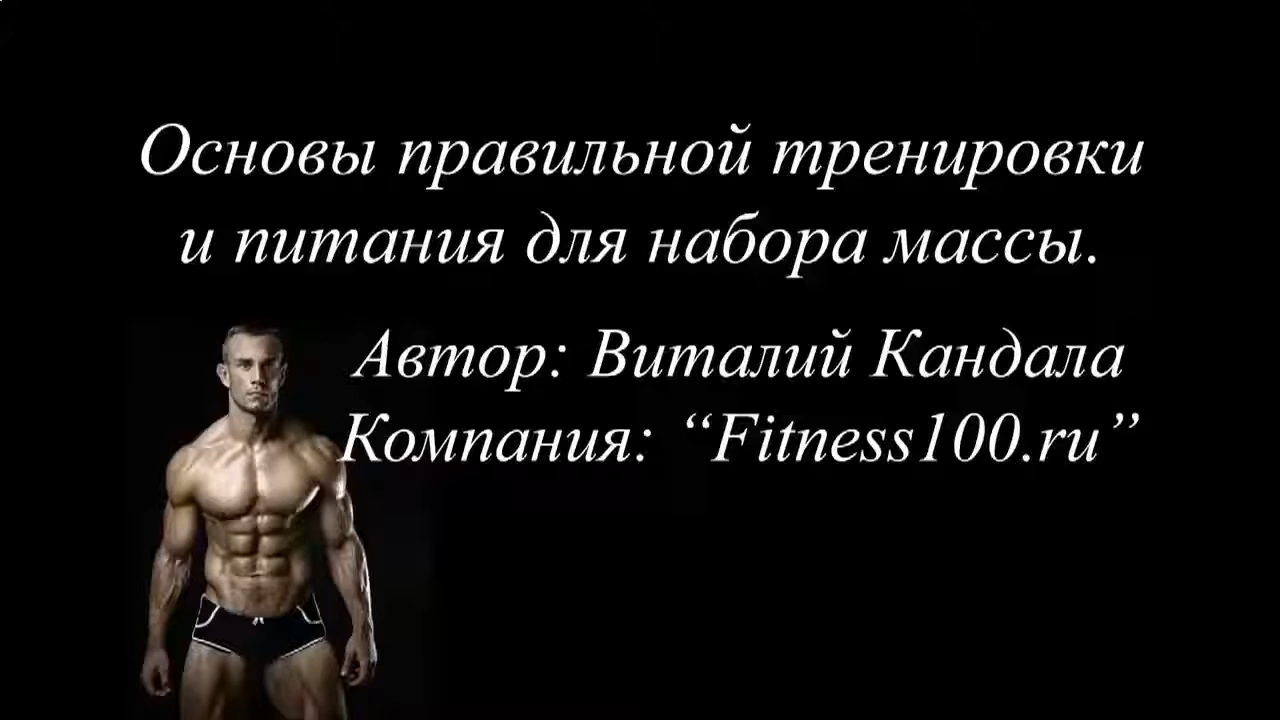 Основы правильной тренировки
и питания для набора массы.
Автор: Виталий Кандала
Компания: “Fitness100.ru”